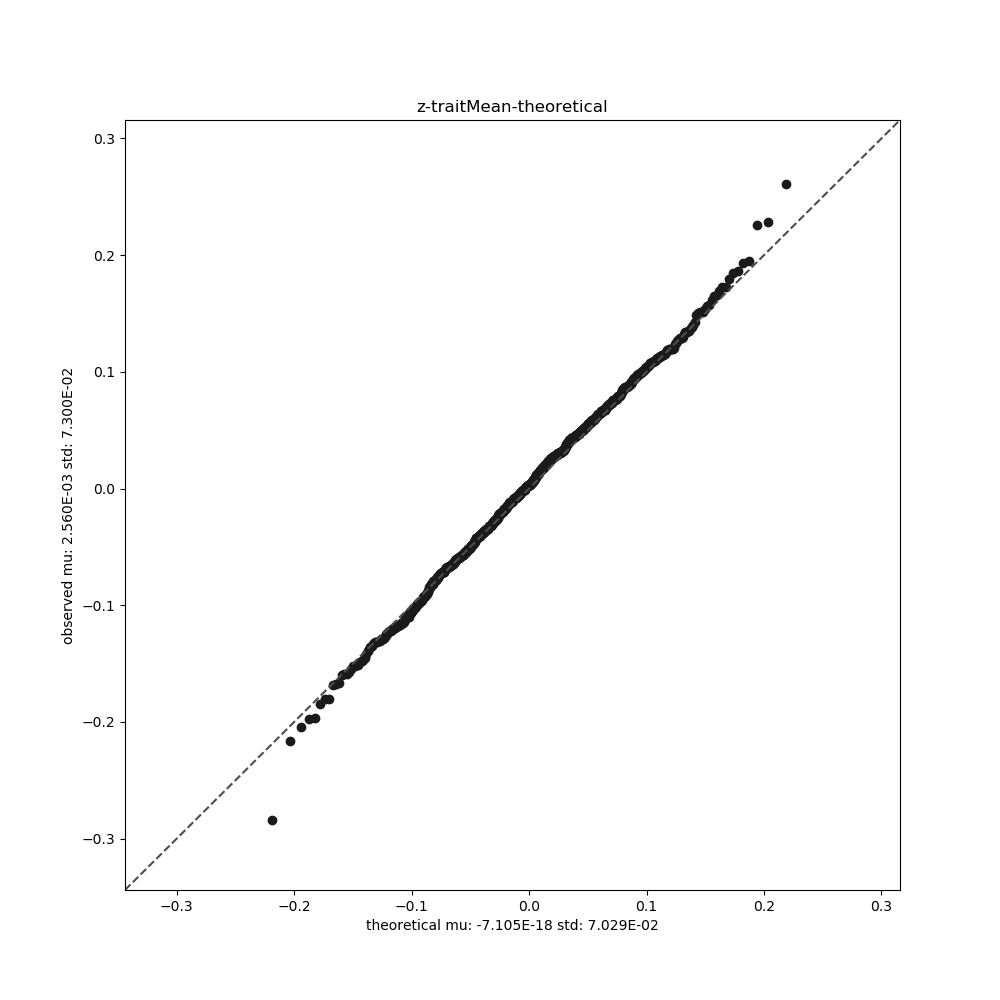 z-traitMean-theoretical
0.3
0.2
0.1
0.0
−0.1
−0.2
−0.3
observed mu: 2.560E-03 std: 7.300E-02
−0.3 −0.2 −0.1 0.0 0.1 0.2 0.3
theoretical mu: -7.105E-18 std: 7.029E-02